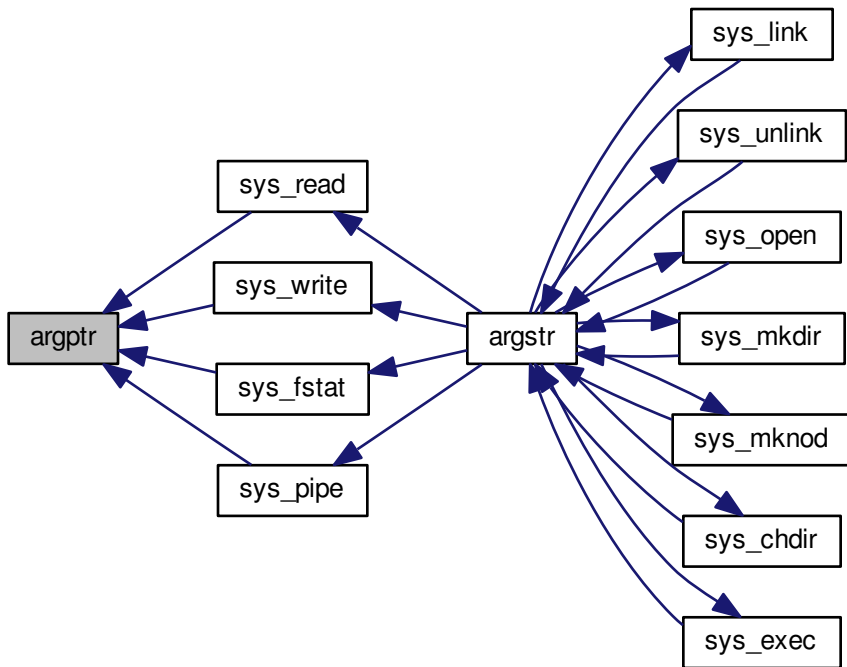 argptr
sys_read
sys_write
sys_fstat
sys_pipe
argstr
sys_link
sys_unlink
sys_open
sys_mkdir
sys_mknod
sys_chdir
sys_exec